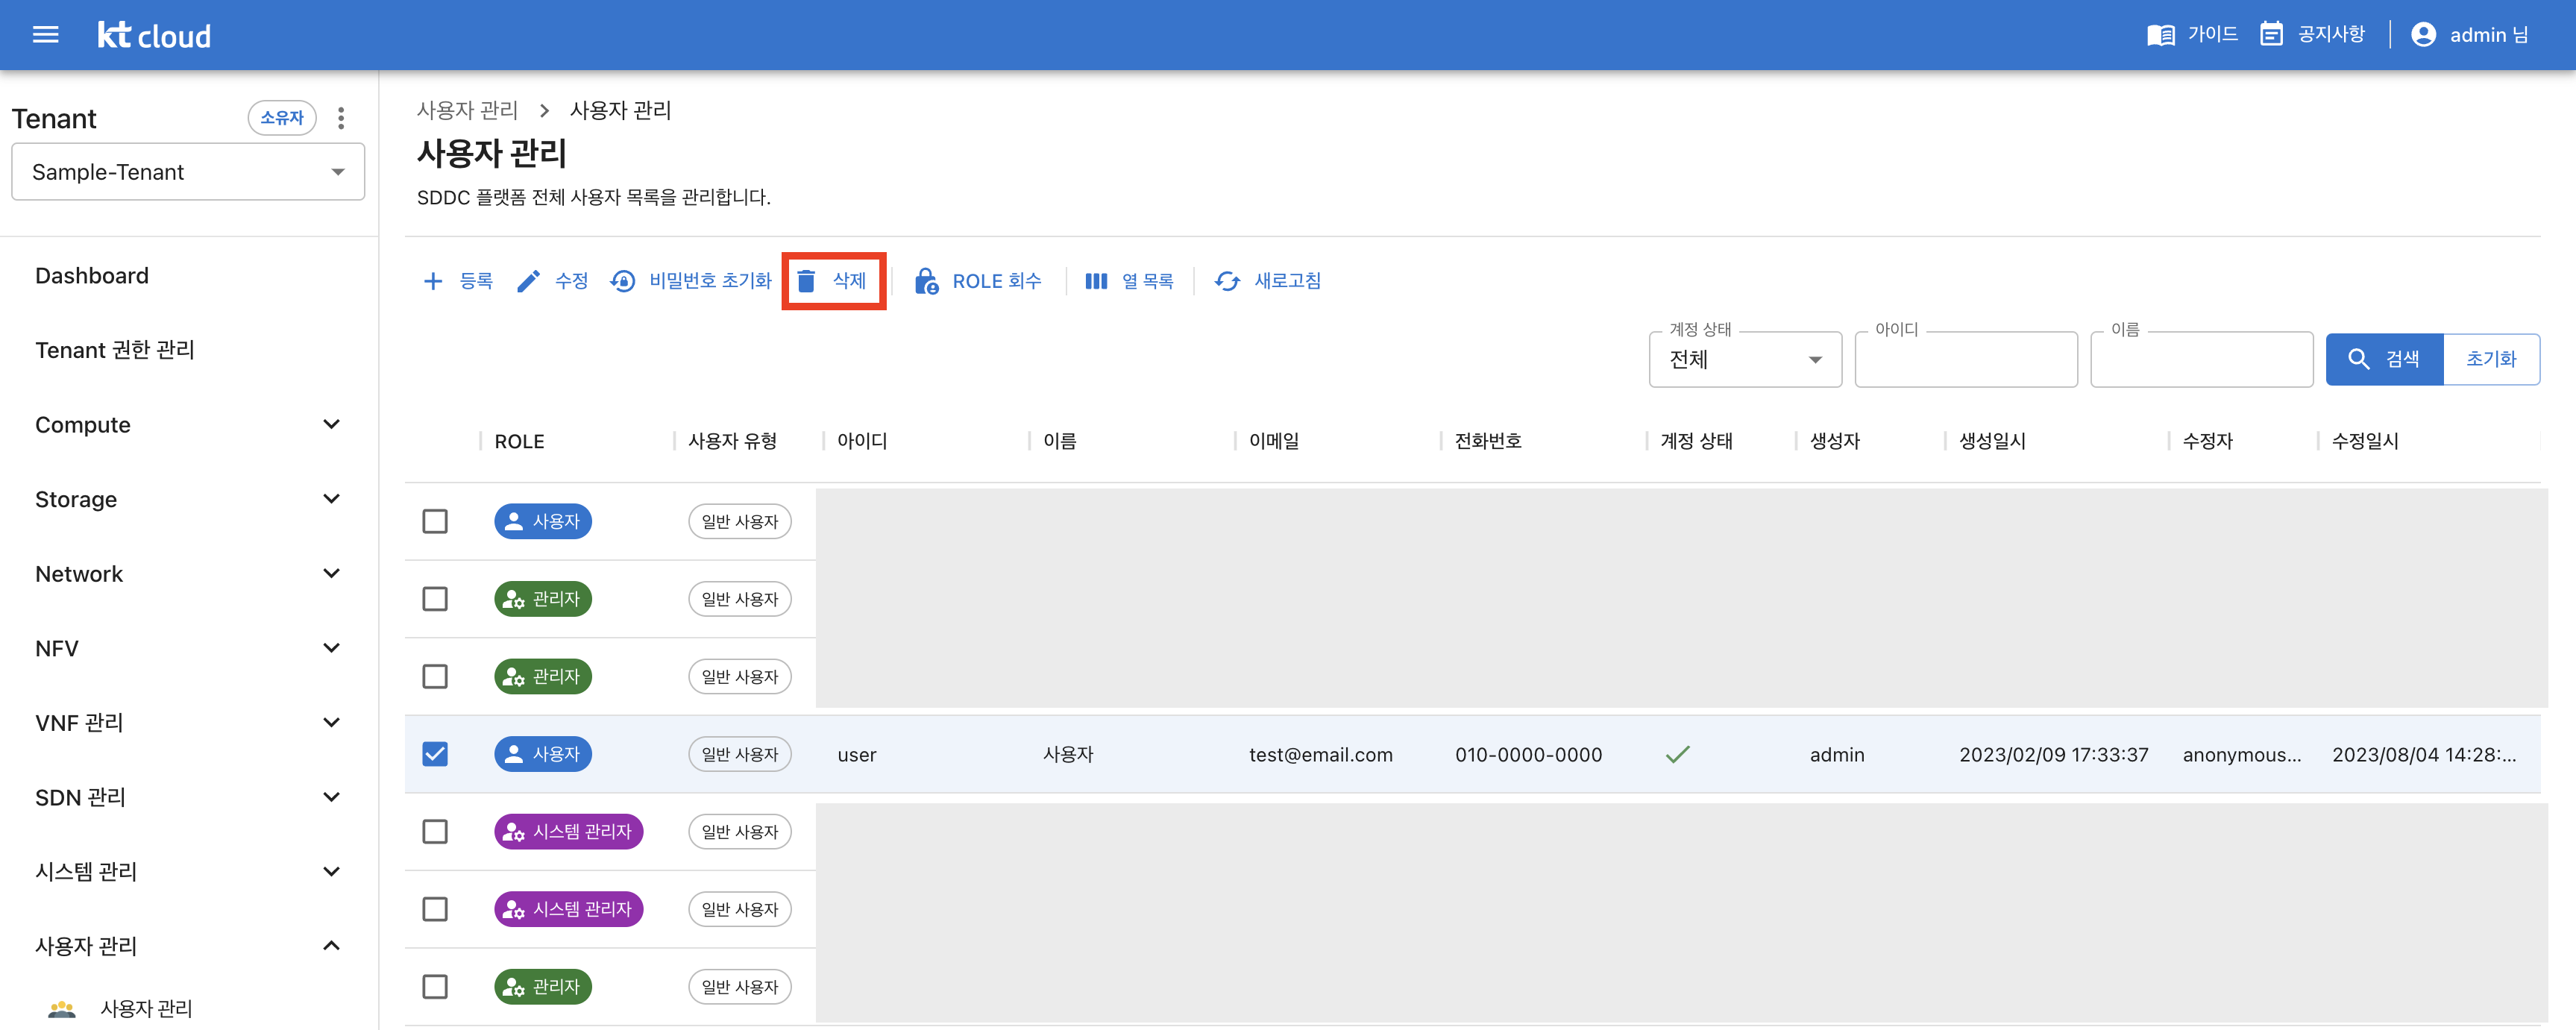 kt cloud
가이드 공지사항 admin 님
Tenant 소유자
Sample-Tenant
Dashboard
Tenant 권한 관리
Compute
Storage
Network
NFV
VNF 관리
SDN 관리
시스템 관리
사용자 관리
사용자 관리
사용자 관리 > 사용자 관리
사용자 관리
SDDC 플랫폼 전체 사용자 목록을 관리합니다.
등록 수정 비밀번호 초기화 삭제 ROLE 회수 열 목록 새로고침
계정 상태 아이디 이름
전체 검색 초기화
ROLE 사용자 유형 아이디 이름 이메일 전화번호 계정 상태 생성자 생성일시 수정자 수정일시
사용자 일반 사용자
관리자 일반 사용자
관리자 일반 사용자
사용자 일반 사용자 user 사용자 test@email.com 010-0000-0000 admin 2023/02/09 17:33:37 anonymous... 2023/08/04 14:28:...
시스템 관리자 일반 사용자
시스템 관리자 일반 사용자
관리자 일반 사용자